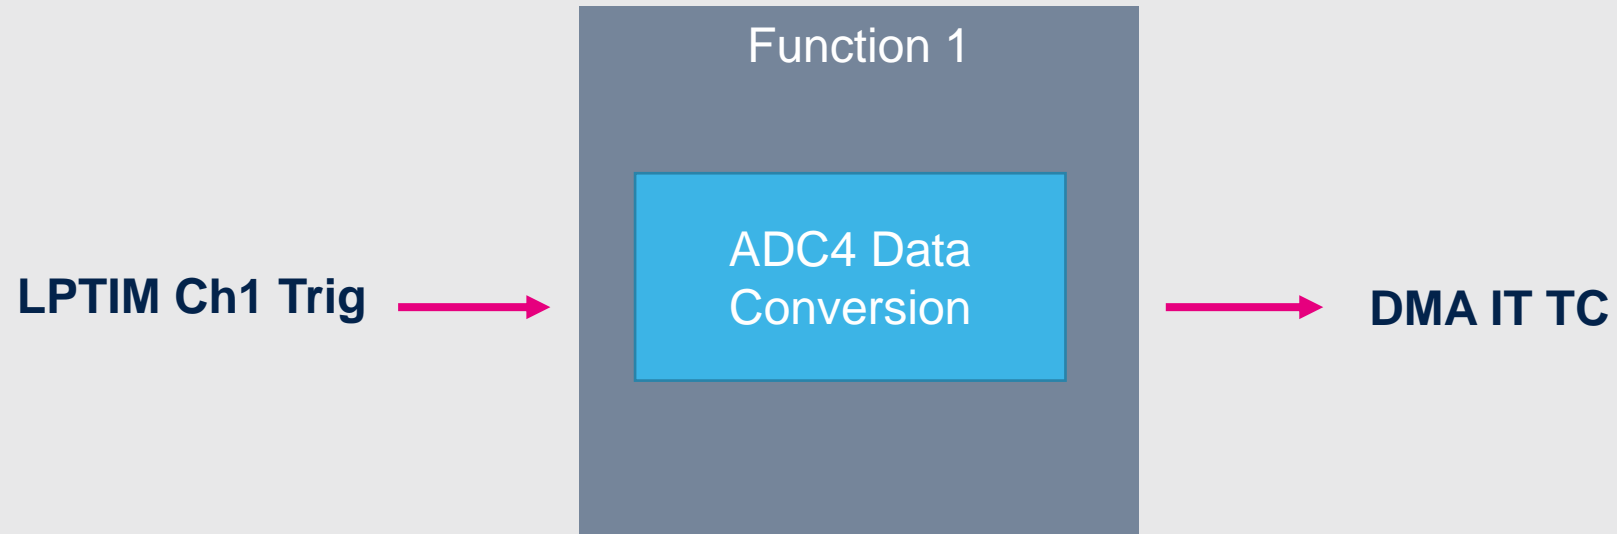 Function 1
LPTIM Ch1 Trig
ADC4 Data
Conversion
DMA IT TC